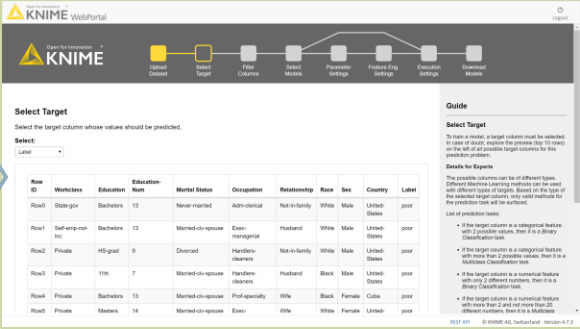 Open for Innovation
KNIME WebPortal
Logout
Open for Innovation
KNIME
Upload Dataset
Select Target
Filter Columns
Select Models
Parameter Settings
Feature Eng. Settings
Execution Settings
Download Models
Select Target
Select the target column whose values should be predicted.
Select:
Label
Row ID Workclass Education Education-Num Marital Status Occupation Relationship Race Sex Country Label
Row0 State-gov Bachelors 13 Never-married Adm-clerical Not-in-family White Male United-States poor
Row1 Self-emp-not-inc Bachelors 13 Married-civ-spouse Exec-managerial Husband White Male United-States poor
Row2 Private HS-grad 9 Divorced Handlers-cleaners Not-in-family White Male United-States poor
Row3 Private 11th 7 Married-civ-spouse Handlers-cleaners Husband Black Male United-States poor
Row4 Private Bachelors 13 Married-civ-spouse Prof-specialty Wife Black Female Cuba poor
Row5 Private Masters 14 Married-civ-spouse Exec- Wife White Female United- poor
Guide
Select Target
To train a model, a target column must be selected.
In case of doubt, explore the preview (top 10 rows)
on the left of all possible target columns for this
prediction problem.
Details for Experts
The possible columns can be of different types.
Different Machine Learning methods can be used
with different types of targets. Based on the type of
the selected target column, only valid methods for
the prediction task will be surfaced.
List of prediction tasks:
• If the target column is a categorical feature
with 2 possible values, then it is a Binary
Classification task.
• If the target column is a categorical feature
with more than 2 possible values, then it is a
Multiclass Classification task.
• If the target column is a numerical feature
with only 2 different numbers, then it is a
Binary Classification task.
• If the target column is a numerical feature
with more than 2 and not more than 20
different numbers, then it is a Multiclass
REST API © KNIME AG, Switzerland - Version 4.7.3